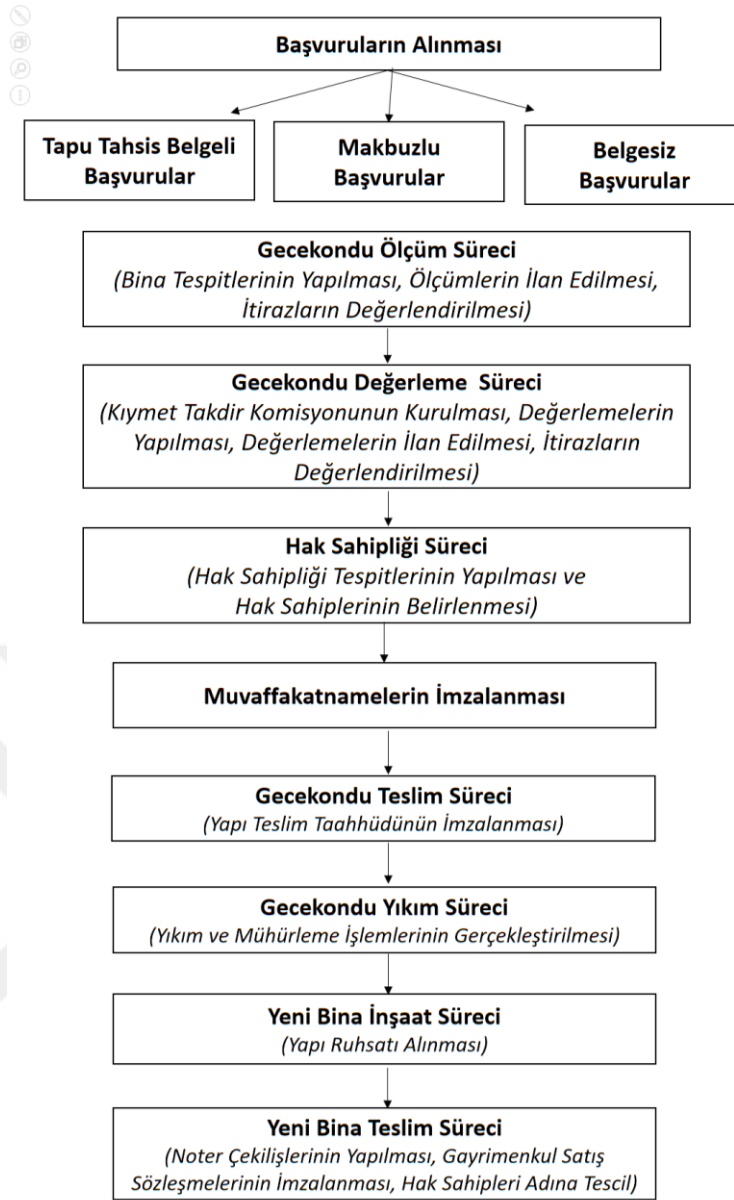 Başvuruların Alınması
Tapu Tahsis Belgeli
Başvurular
Makbuzlu
Başvurular
Belgesiz
Başvurular
Gecekondu Ölçüm Süreci
(Bina Tespitlerinin Yapılması, Ölçümlerin İlan Edilmesi,
İtirazların Değerlendirilmesi)
Gecekondu Değerleme Süreci
(Kıymet Takdir Komisyonunun Kurulması, Değerlemelerin
Yapılması, Değerlemelerin İlan Edilmesi, İtirazların
Değerlendirilmesi)
Hak Sahipliği Süreci
(Hak Sahipliği Tespitlerinin Yapılması ve
Hak Sahiplerinin Belirlenmesi)
Muvaffakatnamelerin İmzalanması
Gecekondu Teslim Süreci
(Yapı Teslim Taahhüdünün İmzalanması)
Gecekondu Yıkım Süreci
(Yıkım ve Mühürleme İşlemlerinin Gerçekleştirilmesi)
Yeni Bina İnşaat Süreci
(Yapı Ruhsatı Alınması)
Yeni Bina Teslim Süreci
(Noter Çekilişlerinin Yapılması, Gayrimenkul Satış
Sözleşmelerinin İmzalanması, Hak Sahipleri Adına Tescil)